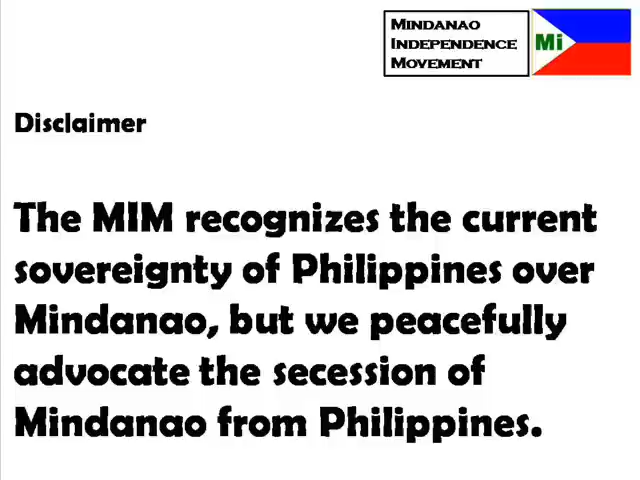 Mindanao
Independence
Movement
Mi
Disclaimer
The MIM recognizes the current
sovereignty of Philippines over
Mindanao, but we peacefully
advocate the secession of
Mindanao from Philippines.